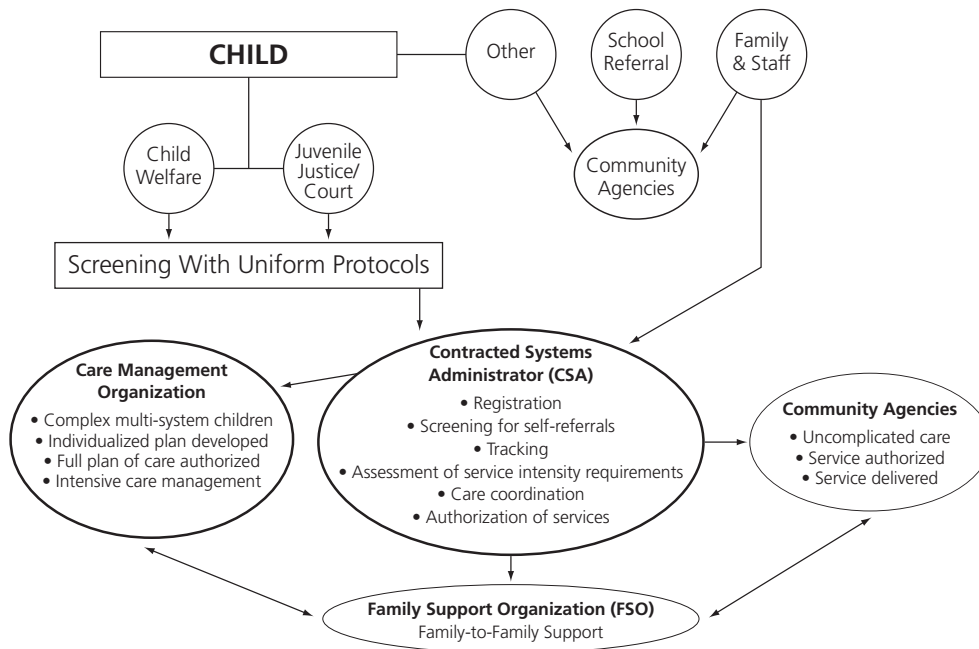 CHILD
Other
School
Referral
Family
& Staff
Child
Welfare
Juvenile
Justice/
Court
Community
Agencies
Screening With Uniform Protocols
Care Management
Organization
• Complex multi-system children
• Individualized plan developed
• Full plan of care authorized
• Intensive care management
Contracted Systems
Administrator (CSA)
• Registration
• Screening for self-referrals
• Tracking
• Assessment of service intensity requirements
• Care coordination
• Authorization of services
Community Agencies
• Uncomplicated care
• Service authorized
• Service delivered
Family Support Organization (FSO)
Family-to-Family Support